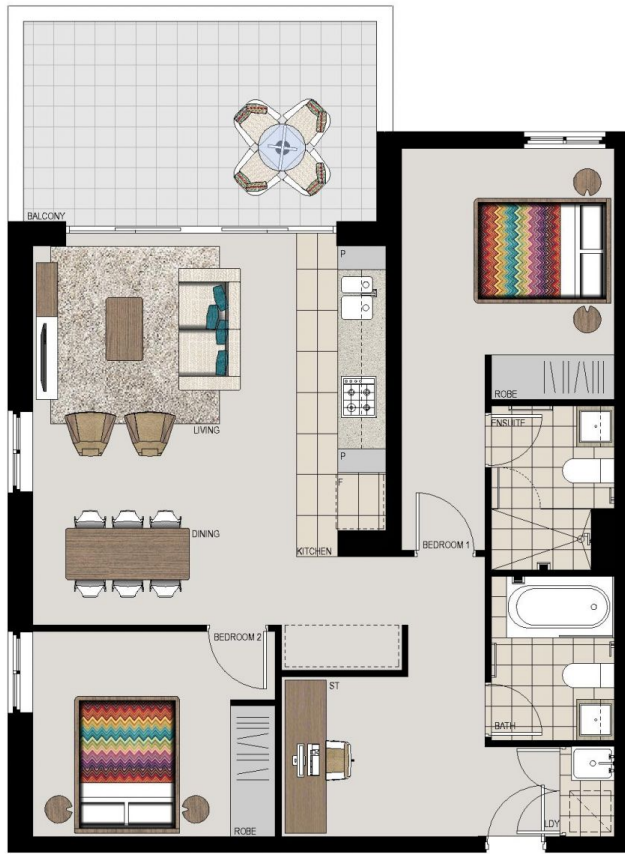 BALCONY
P
ROBE
ENSUITE
LIVING
P
F
DINING
KITCHEN
BEDROOM 1
BEDROOM 2
ST
BATH
LDY
ROBE